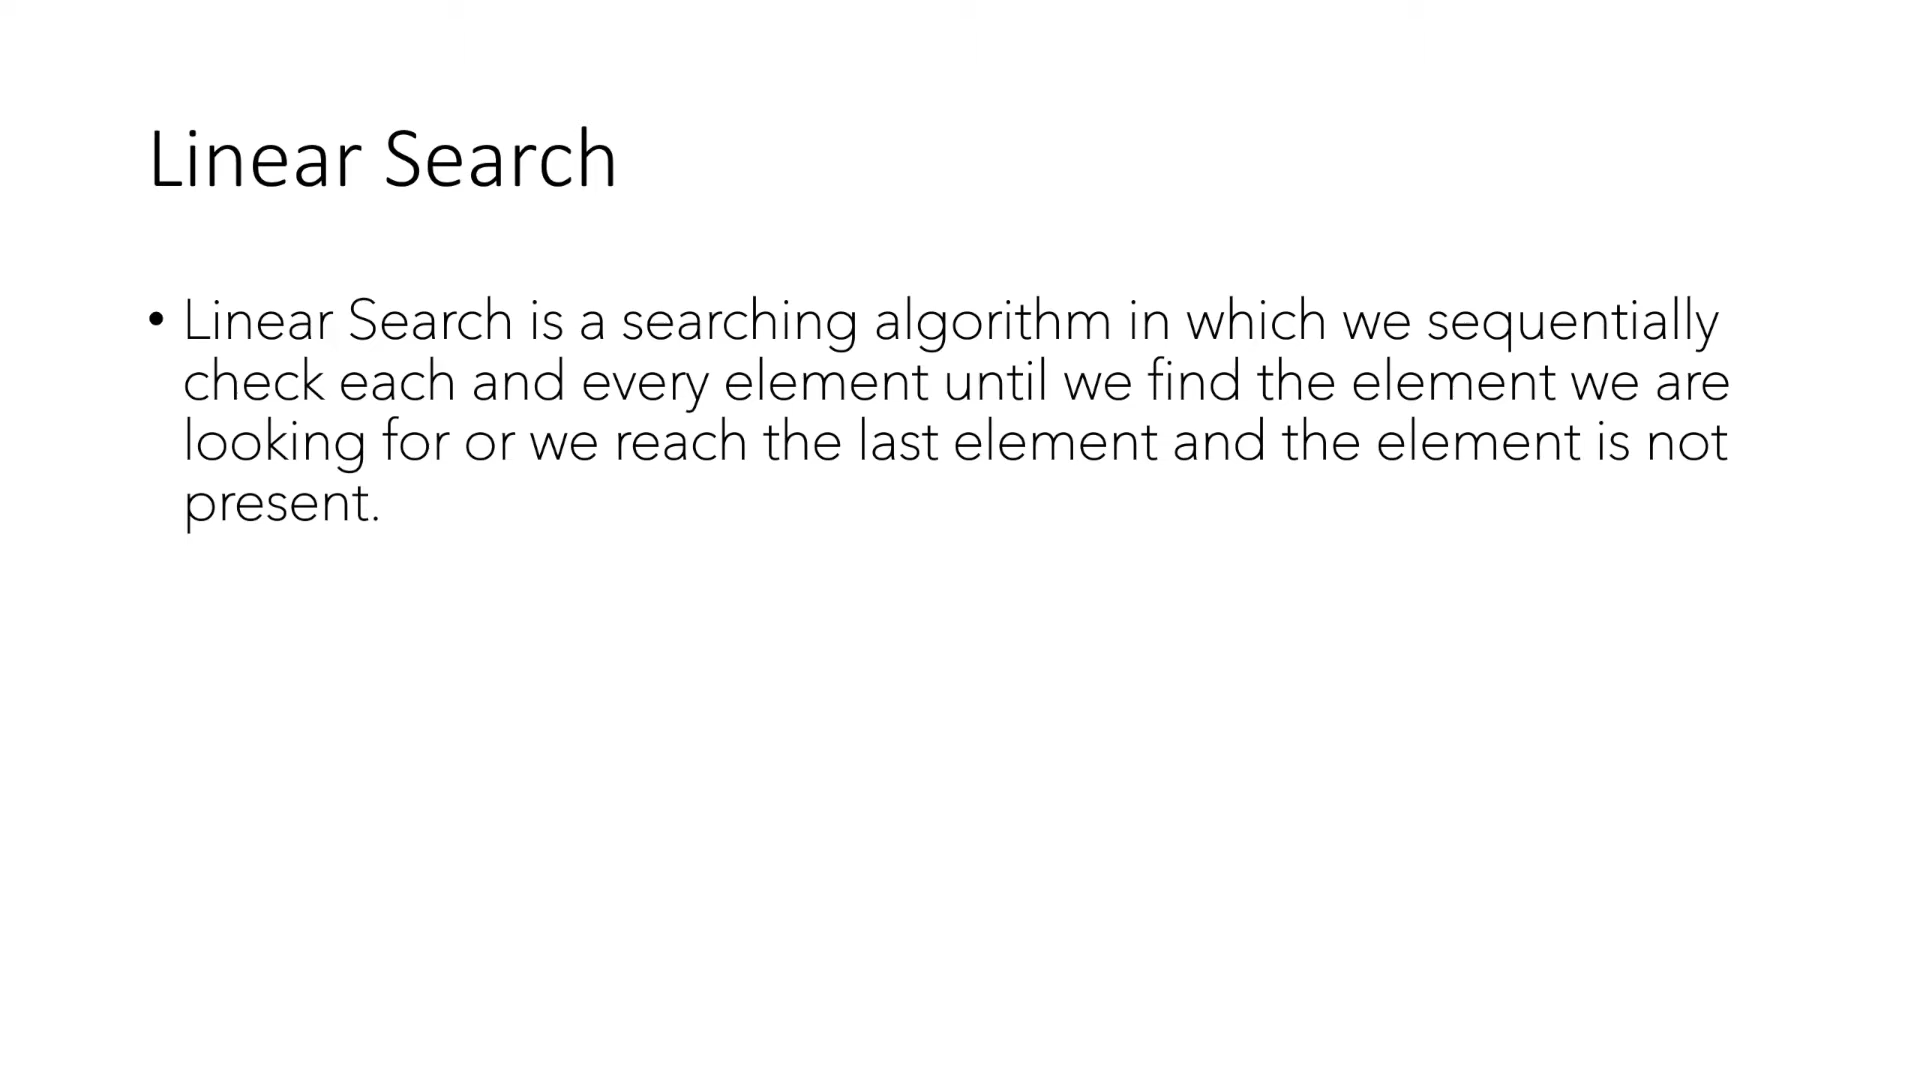 Linear Search
• Linear Search is a searching algorithm in which we sequentially
check each and every element until we find the element we are
looking for or we reach the last element and the element is not
present.